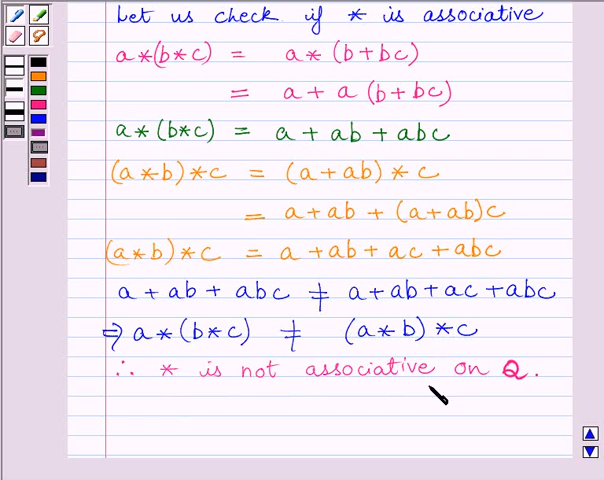 Let us check if * is associative
a*(b*c) = a*(b+bc)
= a+a(b+bc)
a*(b*c) = a+ab+abc
(a*b)*c = (a+ab)*c
= a+ab+(a+ab)c
(a*b)*c = a+ab+ac+abc
a+ab+abc ≠ a+ab+ac+abc
⇒ a*(b*c) ≠ (a*b)*c
∴ * is not associative on Q.